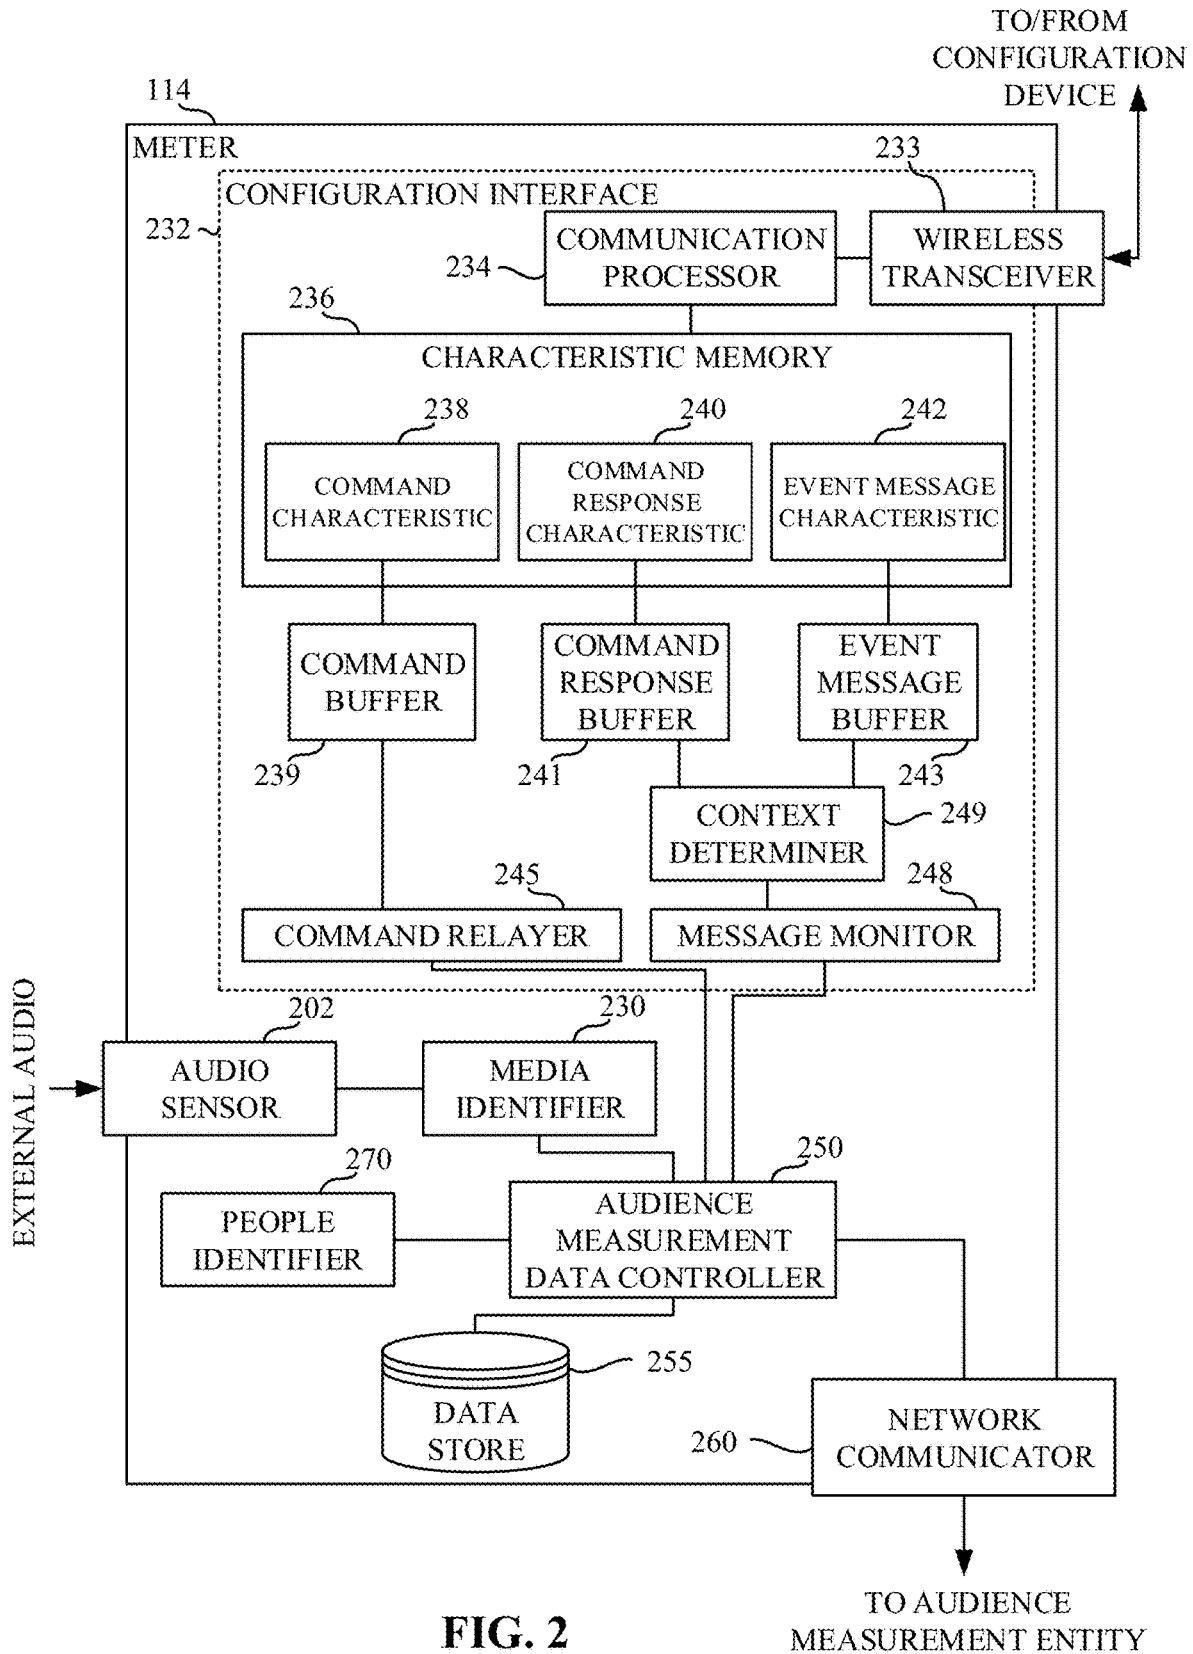 TO/FROM
CONFIGURATION
DEVICE
114
METER
233
CONFIGURATION INTERFACE
232
COMMUNICATION
PROCESSOR
234
WIRELESS
TRANSCEIVER
236
CHARACTERISTIC MEMORY
238
240
242
COMMAND
CHARACTERISTIC
COMMAND
RESPONSE
CHARACTERISTIC
EVENT MESSAGE
CHARACTERISTIC
COMMAND
BUFFER
COMMAND
RESPONSE
BUFFER
EVENT
MESSAGE
BUFFER
239
241
243
CONTEXT
DETERMINER
249
245
248
COMMAND RELAYER
MESSAGE MONITOR
EXTERNAL AUDIO
202
230
AUDIO
SENSOR
MEDIA
IDENTIFIER
270
250
PEOPLE
IDENTIFIER
AUDIENCE
MEASUREMENT
DATA CONTROLLER
255
DATA
STORE
260
NETWORK
COMMUNICATOR
TO AUDIENCE
MEASUREMENT ENTITY
FIG. 2